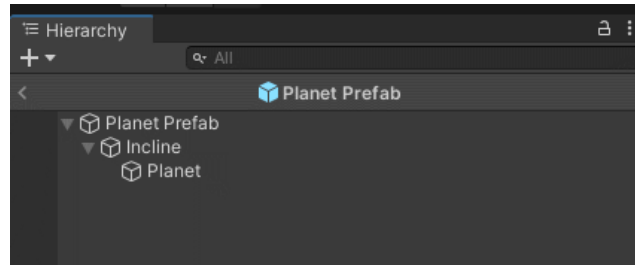 Hierarchy
All
Planet Prefab
Planet Prefab
Incline
Planet